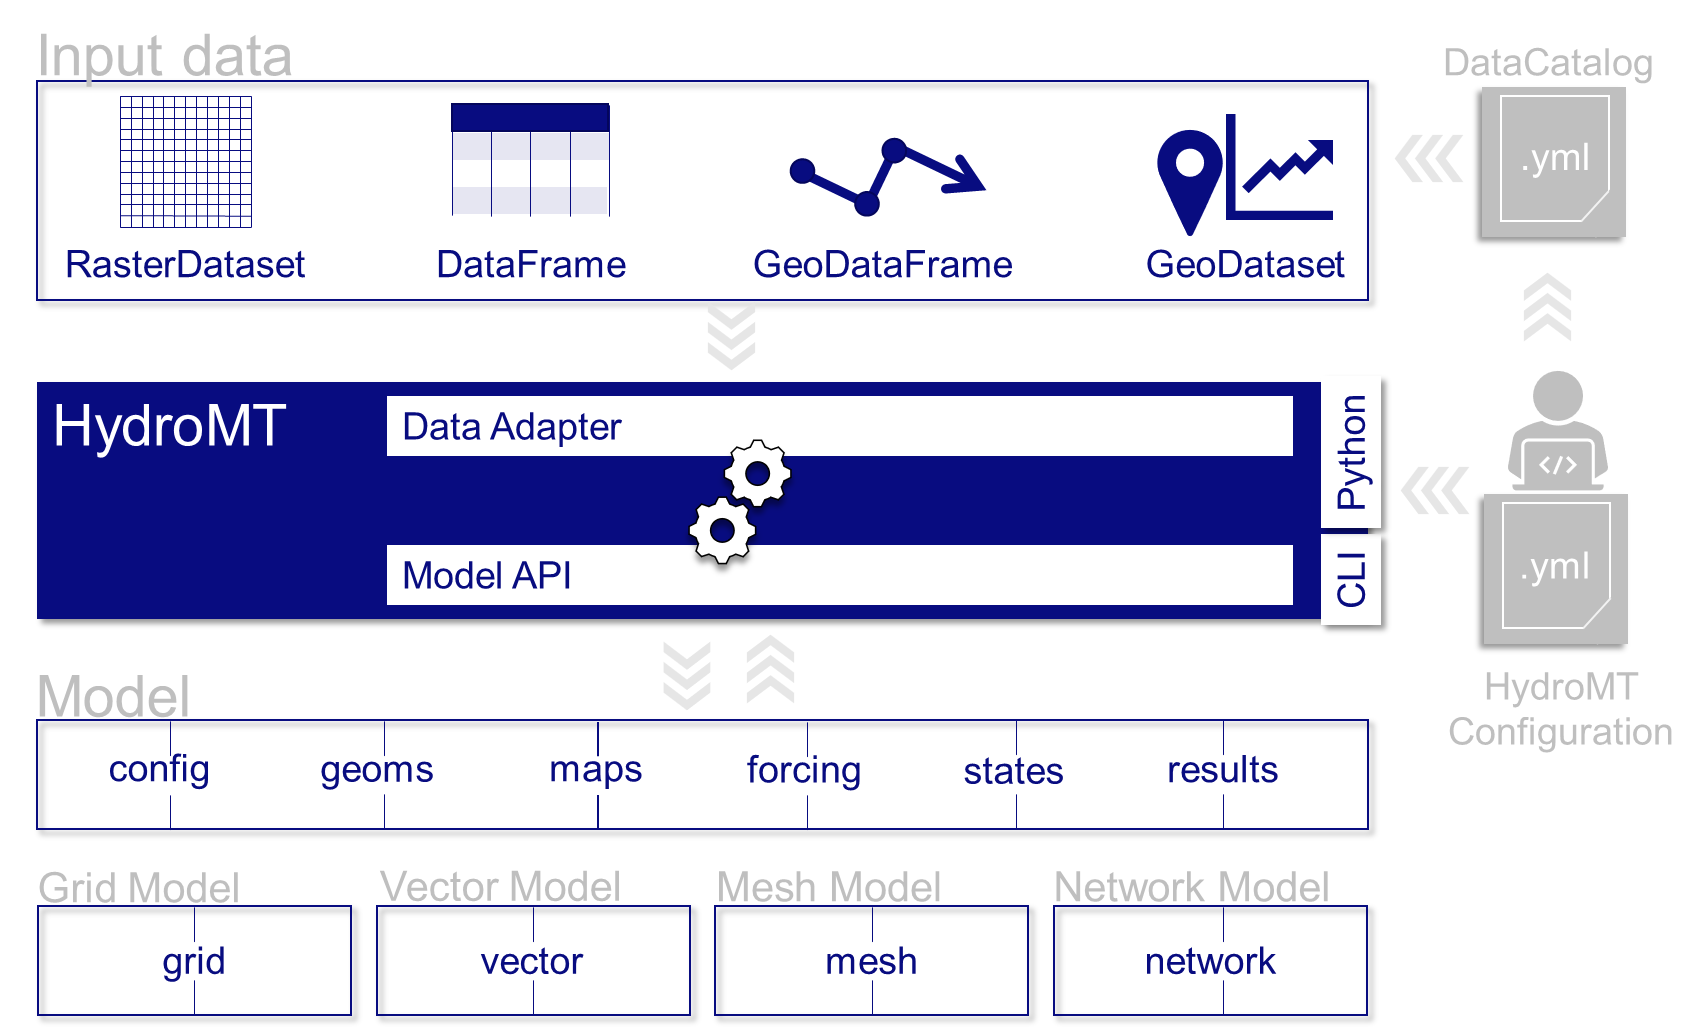 Input data
RasterDataset
DataFrame
GeoDataFrame
GeoDataset
DataCatalog
.yml
HydroMT
Data Adapter
Model API
Python
CLI
</>
.yml
HydroMT
Configuration
Model
config
geoms
maps
forcing
states
results
Grid Model
grid
Vector Model
vector
Mesh Model
mesh
Network Model
network